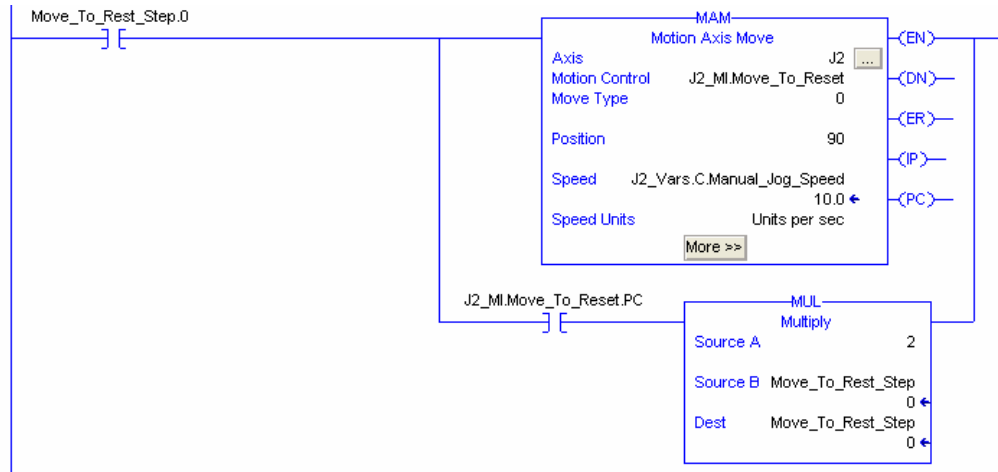 Move_To_Rest_Step.0
MAM
Motion Axis Move
Axis J2 ...
Motion Control J2_MI.Move_To_Reset
Move Type 0
Position 90
Speed J2_Vars.C.Manual_Jog_Speed
10.0
Speed Units Units per sec
More >>
EN
DN
ER
IP
PC
J2_MI.Move_To_Reset.PC
MUL
Multiply
Source A 2
Source B Move_To_Rest_Step
0
Dest Move_To_Rest_Step
0